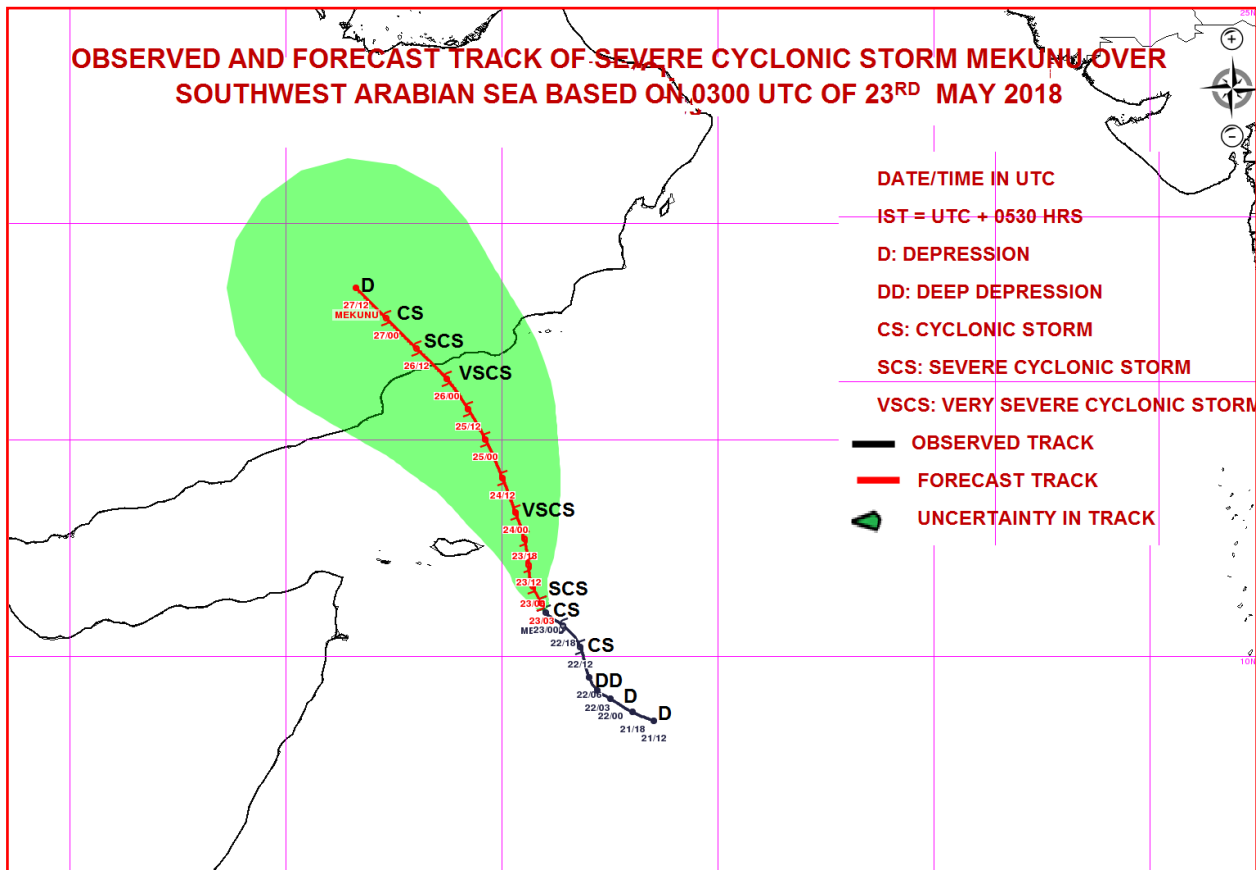 25N
OBSERVED AND FORECAST TRACK OF SEVERE CYCLONIC STORM MEKUNU OVER
SOUTHWEST ARABIAN SEA BASED ON 0300 UTC OF 23RD MAY 2018
DATE/TIME IN UTC
IST = UTC + 0530 HRS
D: DEPRESSION
DD: DEEP DEPRESSION
CS: CYCLONIC STORM
SCS: SEVERE CYCLONIC STORM
VSCS: VERY SEVERE CYCLONIC STORM
OBSERVED TRACK
FORECAST TRACK
UNCERTAINTY IN TRACK
D
27/12
MEKUNU
CS
27/00
SCS
26/12
VSCS
26/00
25/12
25/00
24/12
VSCS
24/00
23/18
23/12
SCS
CS
23/03
23/00
22/18
CS
22/12
DD
22/06
22/03
D
22/00
21/18
D
21/12
10N